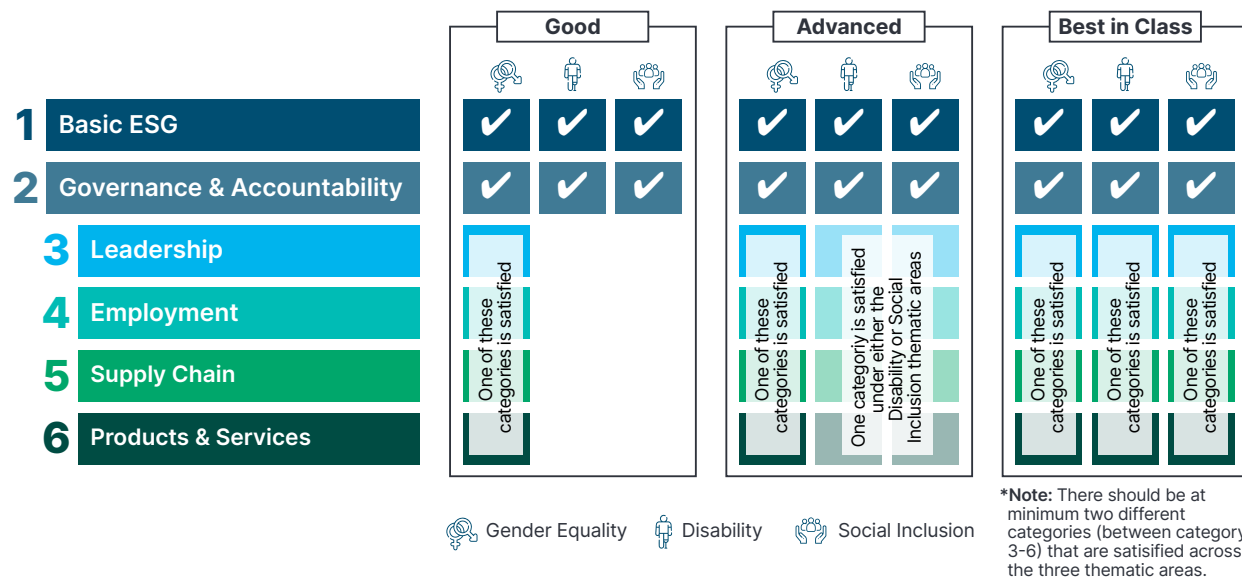 Good
Advanced
Best in Class
1 Basic ESG
2 Governance & Accountability
3 Leadership
4 Employment
5 Supply Chain
6 Products & Services
One of these
categories is satisfied
One of these
categories is satisfied
One categoriy is satisfied
under either the
Disability or Social
Inclusion thematic areas
One of these
categories is satisfied
One of these
categories is satisfied
One of these
categories is satisfied
Gender Equality
Disability
Social Inclusion
*Note: There should be at
minimum two different
categories (between category
3-6) that are satisified across
the three thematic areas.